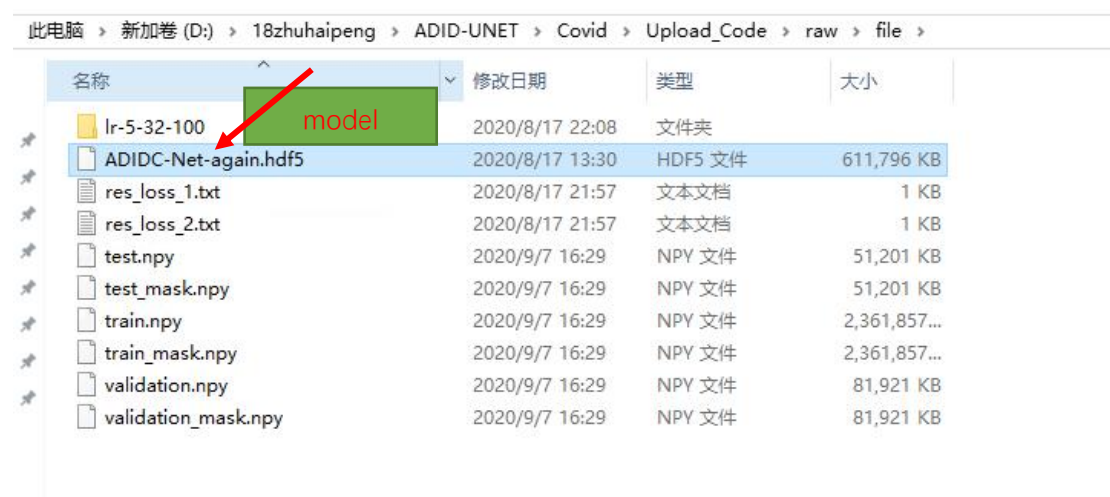 此电脑 > 新加卷 (D:) > 18zhuhaipeng > ADID-UNET > Covid > Upload_Code > raw > file >
名称 修改日期 类型 大小
lr-5-32-100 model 2020/8/17 22:08 文件夹
ADIDC-Net-again.hdf5 2020/8/17 13:30 HDF5 文件 611,796 KB
res_loss_1.txt 2020/8/17 21:57 文本文档 1 KB
res_loss_2.txt 2020/8/17 21:57 文本文档 1 KB
test.npy 2020/9/7 16:29 NPY 文件 51,201 KB
test_mask.npy 2020/9/7 16:29 NPY 文件 51,201 KB
train.npy 2020/9/7 16:29 NPY 文件 2,361,857...
train_mask.npy 2020/9/7 16:29 NPY 文件 2,361,857...
validation.npy 2020/9/7 16:29 NPY 文件 81,921 KB
validation_mask.npy 2020/9/7 16:29 NPY 文件 81,921 KB